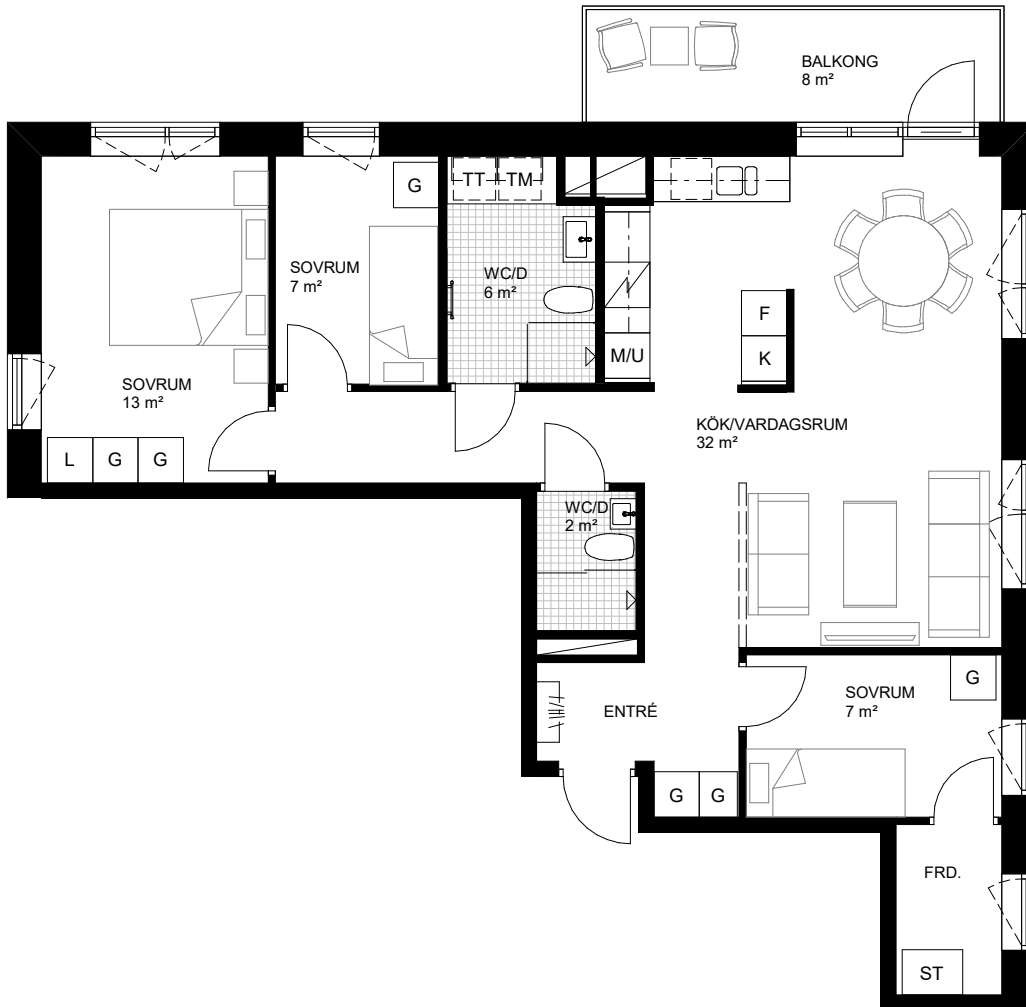 BALKONG
8 m²
TT
TM
G
SOVRUM
7 m²
WC/D
6 m²
F
K
M/U
SOVRUM
13 m²
KÖK/VARDAGSRUM
32 m²
L
G
G
WC/D
2 m²
G
SOVRUM
7 m²
ENTRÉ
G
G
FRD.
ST